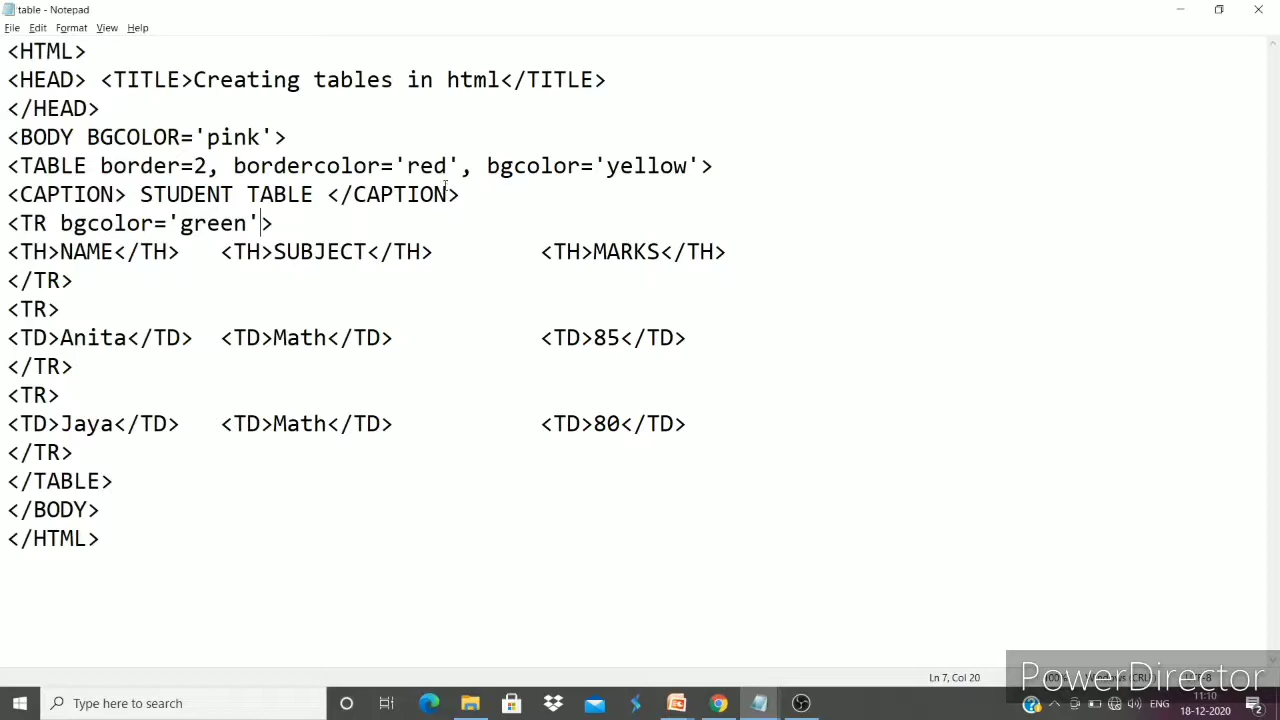 table - Notepad
File Edit Format View Help
<HTML>
<HEAD> <TITLE>Creating tables in html</TITLE>
</HEAD>
<BODY BGCOLOR='pink'>
<TABLE border=2, bordercolor='red', bgcolor='yellow'>
<CAPTION> STUDENT TABLE </CAPTION>
<TR bgcolor='green'>
<TH>NAME</TH> <TH>SUBJECT</TH> <TH>MARKS</TH>
</TR>
<TR>
<TD>Anita</TD> <TD>Math</TD> <TD>85</TD>
</TR>
<TR>
<TD>Jaya</TD> <TD>Math</TD> <TD>80</TD>
</TR>
</TABLE>
</BODY>
</HTML>
Ln 7, Col 20
PowerDirector
Type here to search
ENG
11:10
18-12-2020